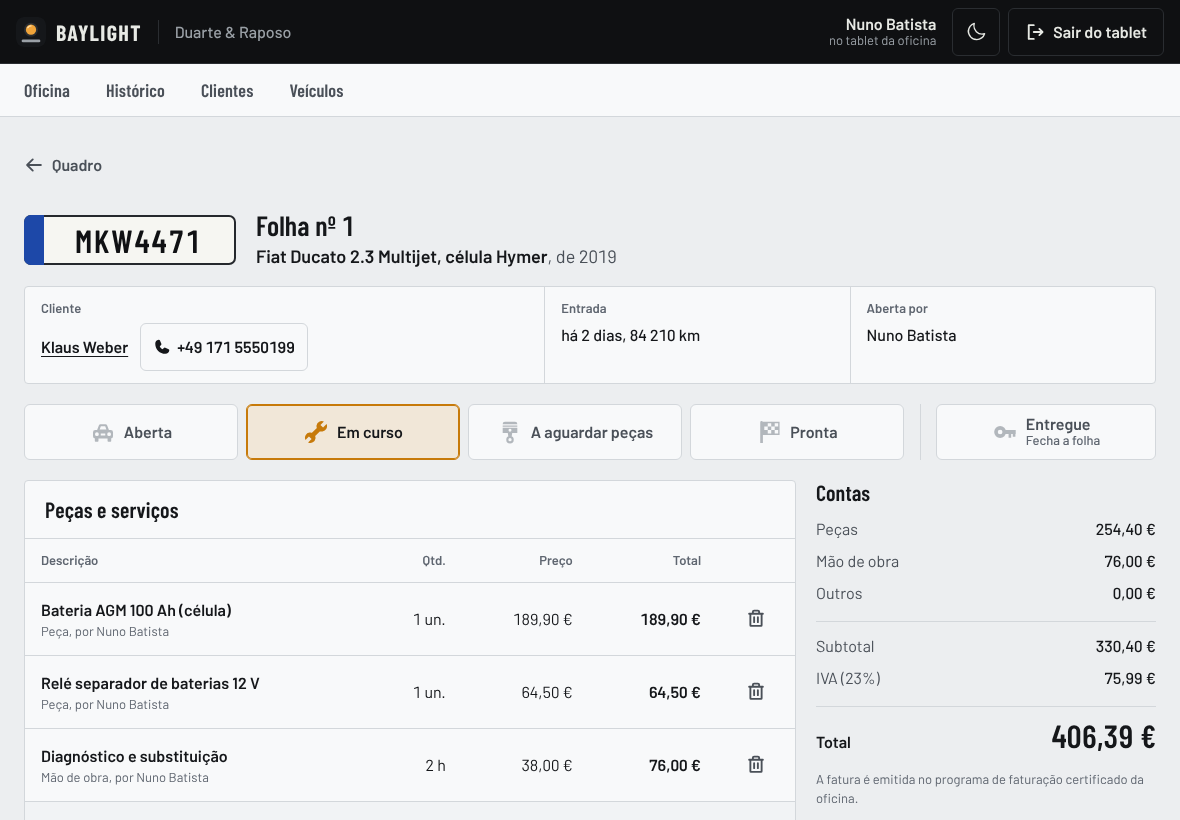 BAYLIGHT
Duarte & Raposo
Nuno Batista
no tablet da oficina
Sair do tablet
Oficina
Histórico
Clientes
Veículos
Quadro
MKW4471
Folha nº 1
Fiat Ducato 2.3 Multijet, célula Hymer, de 2019
Cliente
Klaus Weber
+49 171 5550199
Entrada
há 2 dias, 84 210 km
Aberta por
Nuno Batista
Aberta
Em curso
A aguardar peças
Pronta
Entregue
Fecha a folha
Peças e serviços
Descrição Qtd. Preço Total
Bateria AGM 100 Ah (célula) 1 un. 189,90 € 189,90 €
Peça, por Nuno Batista
Relé separador de baterias 12 V 1 un. 64,50 € 64,50 €
Peça, por Nuno Batista
Diagnóstico e substituição 2 h 38,00 € 76,00 €
Mão de obra, por Nuno Batista
Contas
Peças 254,40 €
Mão de obra 76,00 €
Outros 0,00 €
Subtotal 330,40 €
IVA (23%) 75,99 €
Total 406,39 €
A fatura é emitida no programa de faturação certificado da
oficina.